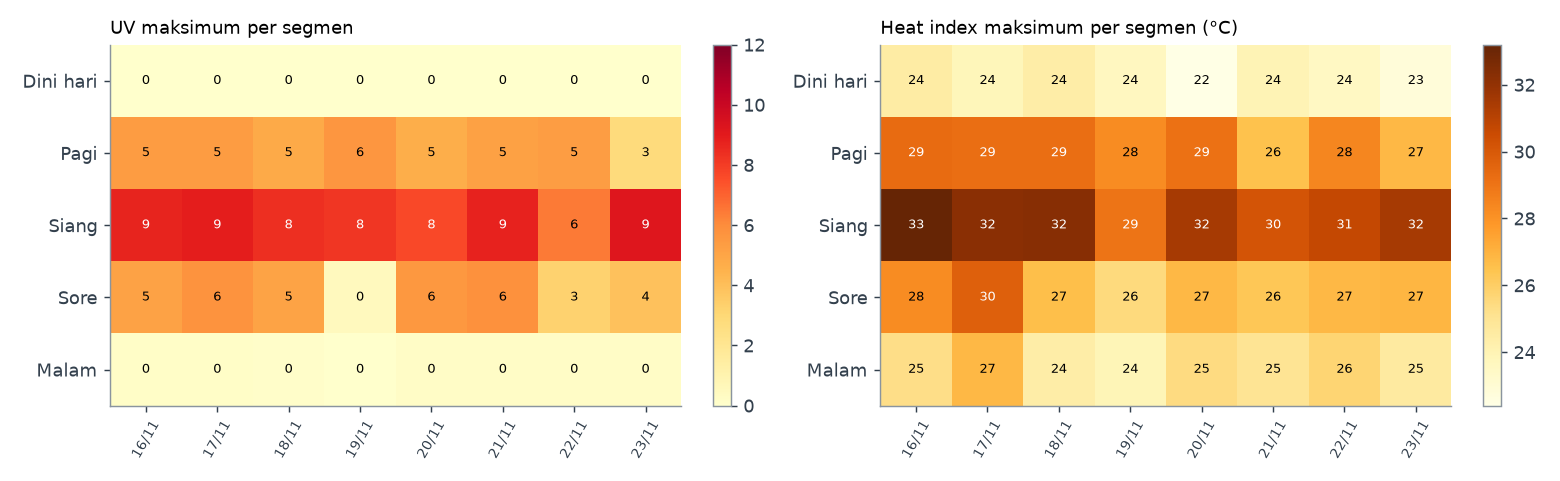 UV maksimum per segmen
Dini hari 0 0 0 0 0 0 0 0
Pagi 5 5 5 6 5 5 5 3
Siang 9 9 8 8 8 9 6 9
Sore 5 6 5 0 6 6 3 4
Malam 0 0 0 0 0 0 0 0
16/11 17/11 18/11 19/11 20/11 21/11 22/11 23/11
12
10
8
6
4
2
0
Heat index maksimum per segmen (°C)
Dini hari 24 24 24 24 22 24 24 23
Pagi 29 29 29 28 29 26 28 27
Siang 33 32 32 29 32 30 31 32
Sore 28 30 27 26 27 26 27 27
Malam 25 27 24 24 25 25 26 25
16/11 17/11 18/11 19/11 20/11 21/11 22/11 23/11
32
30
28
26
24